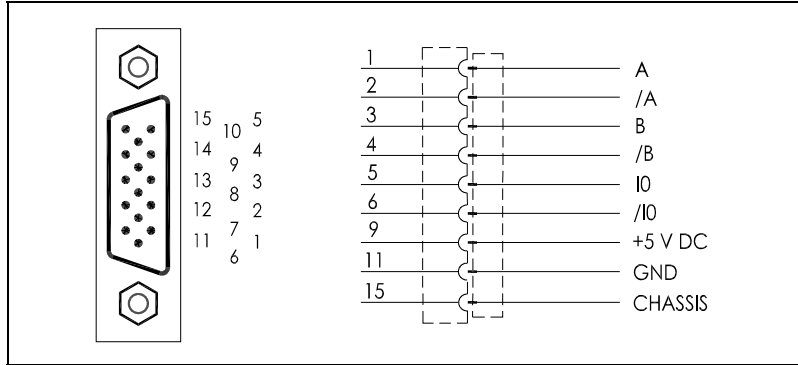 15 10 5
14 9 4
13 8 3
12 7 2
11 6 1
1 A
2 /A
3 B
4 /B
5 I0
6 /I0
9 +5 V DC
11 GND
15 CHASSIS